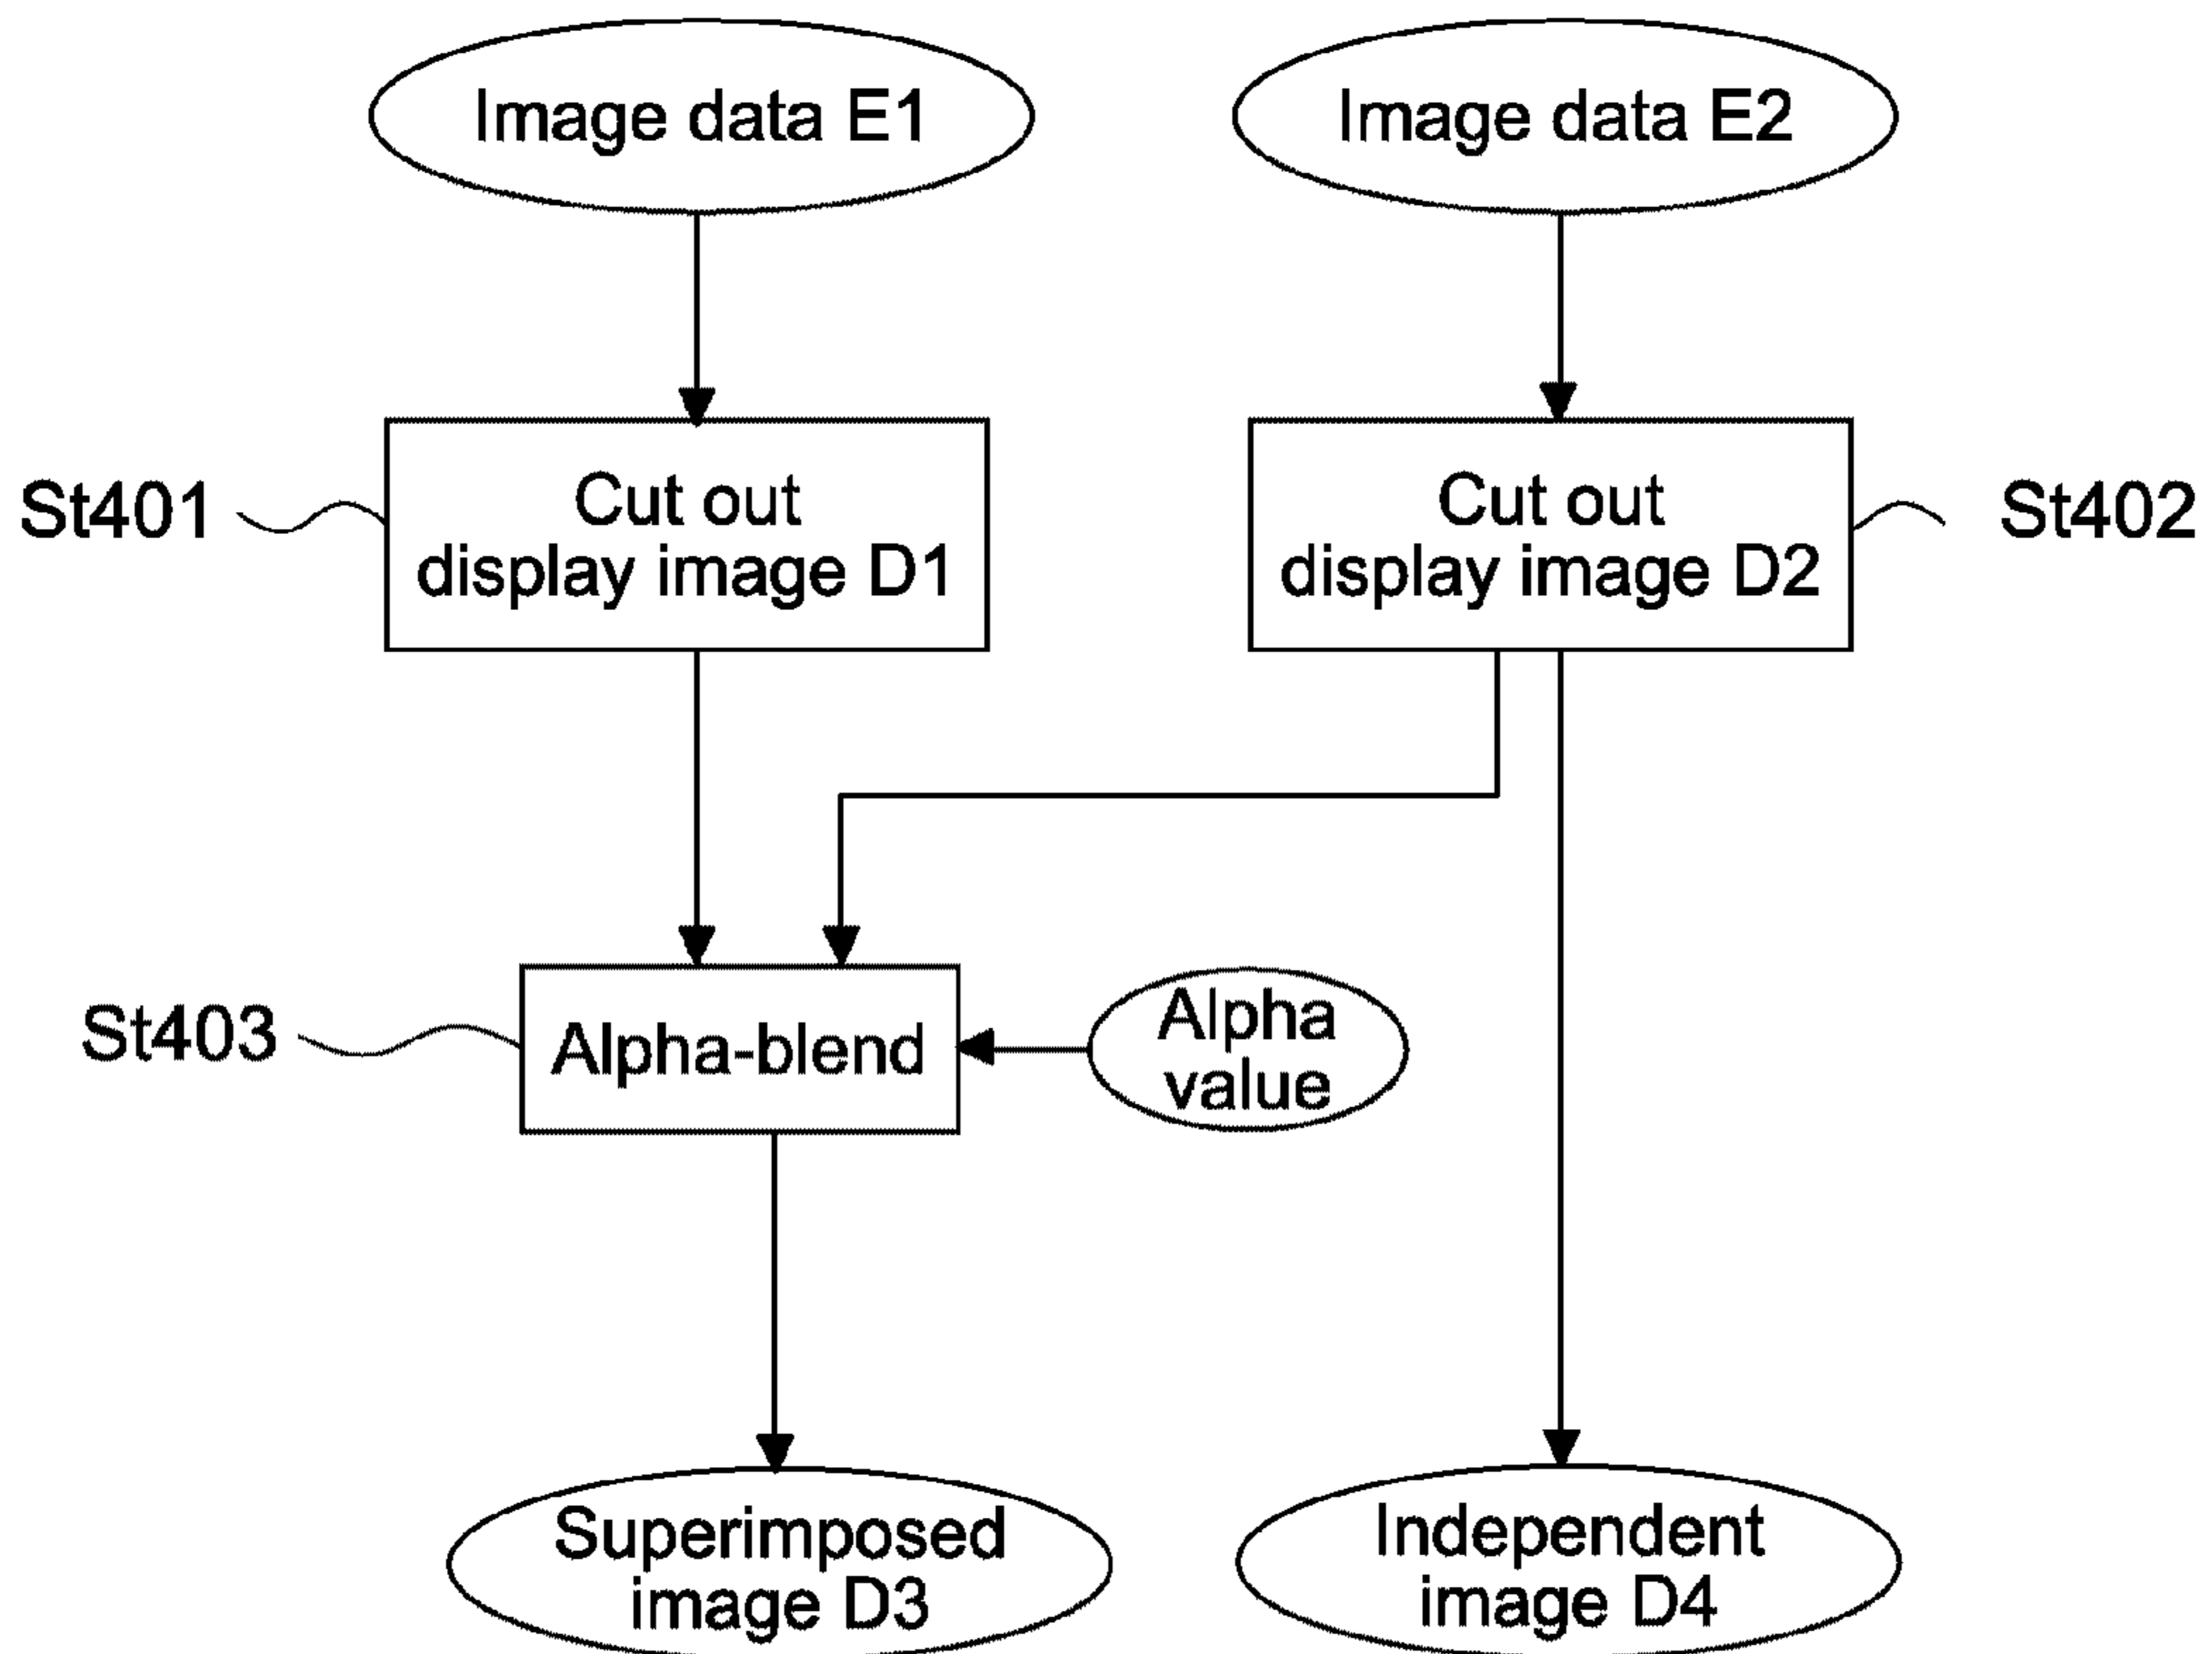 Image data E1
Image data E2
St401
Cut out
display image D1
Cut out
display image D2
St402
St403
Alpha-blend
Alpha
value
Superimposed
image D3
Independent
image D4